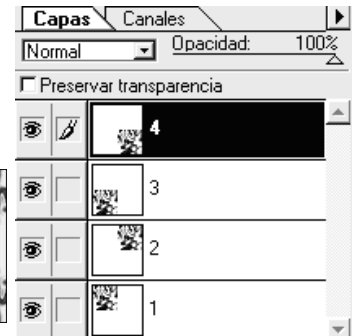 Capas Canales
Normal Opacidad: 100%
Preservar transparencia
4
3
2
1